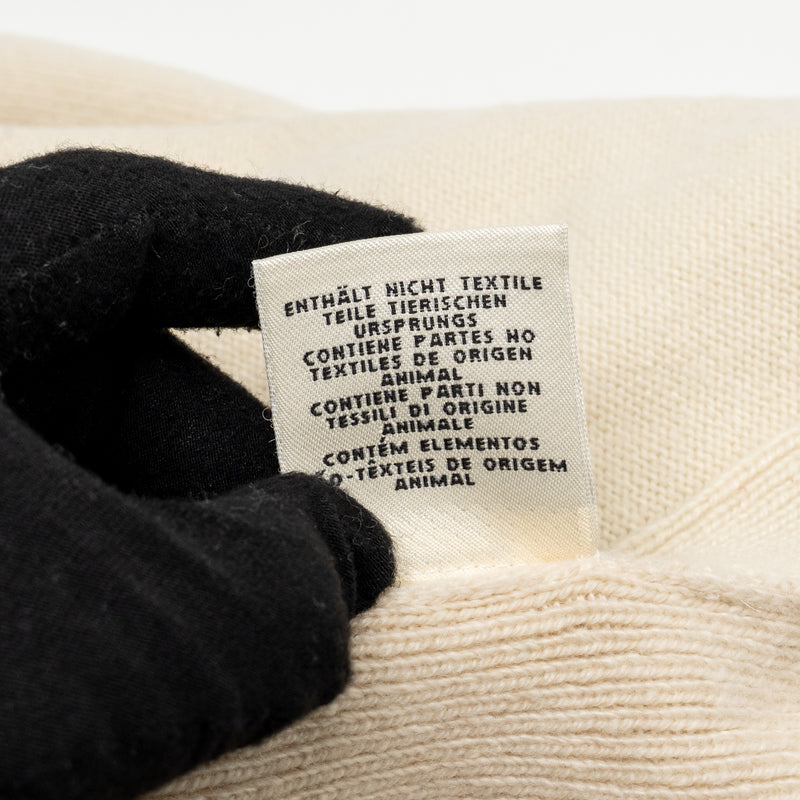 ENTHÄLT NICHT TEXTILE
TEILE TIERISCHEN
URSPRUNGS
CONTIENE PARTES NO
TEXTILES DE ORIGEN
ANIMAL
CONTIENE PARTI NON
TESSILI DI ORIGINE
ANIMALE
CONTÉM ELEMENTOS
DE ORIGEM
ANIMAL